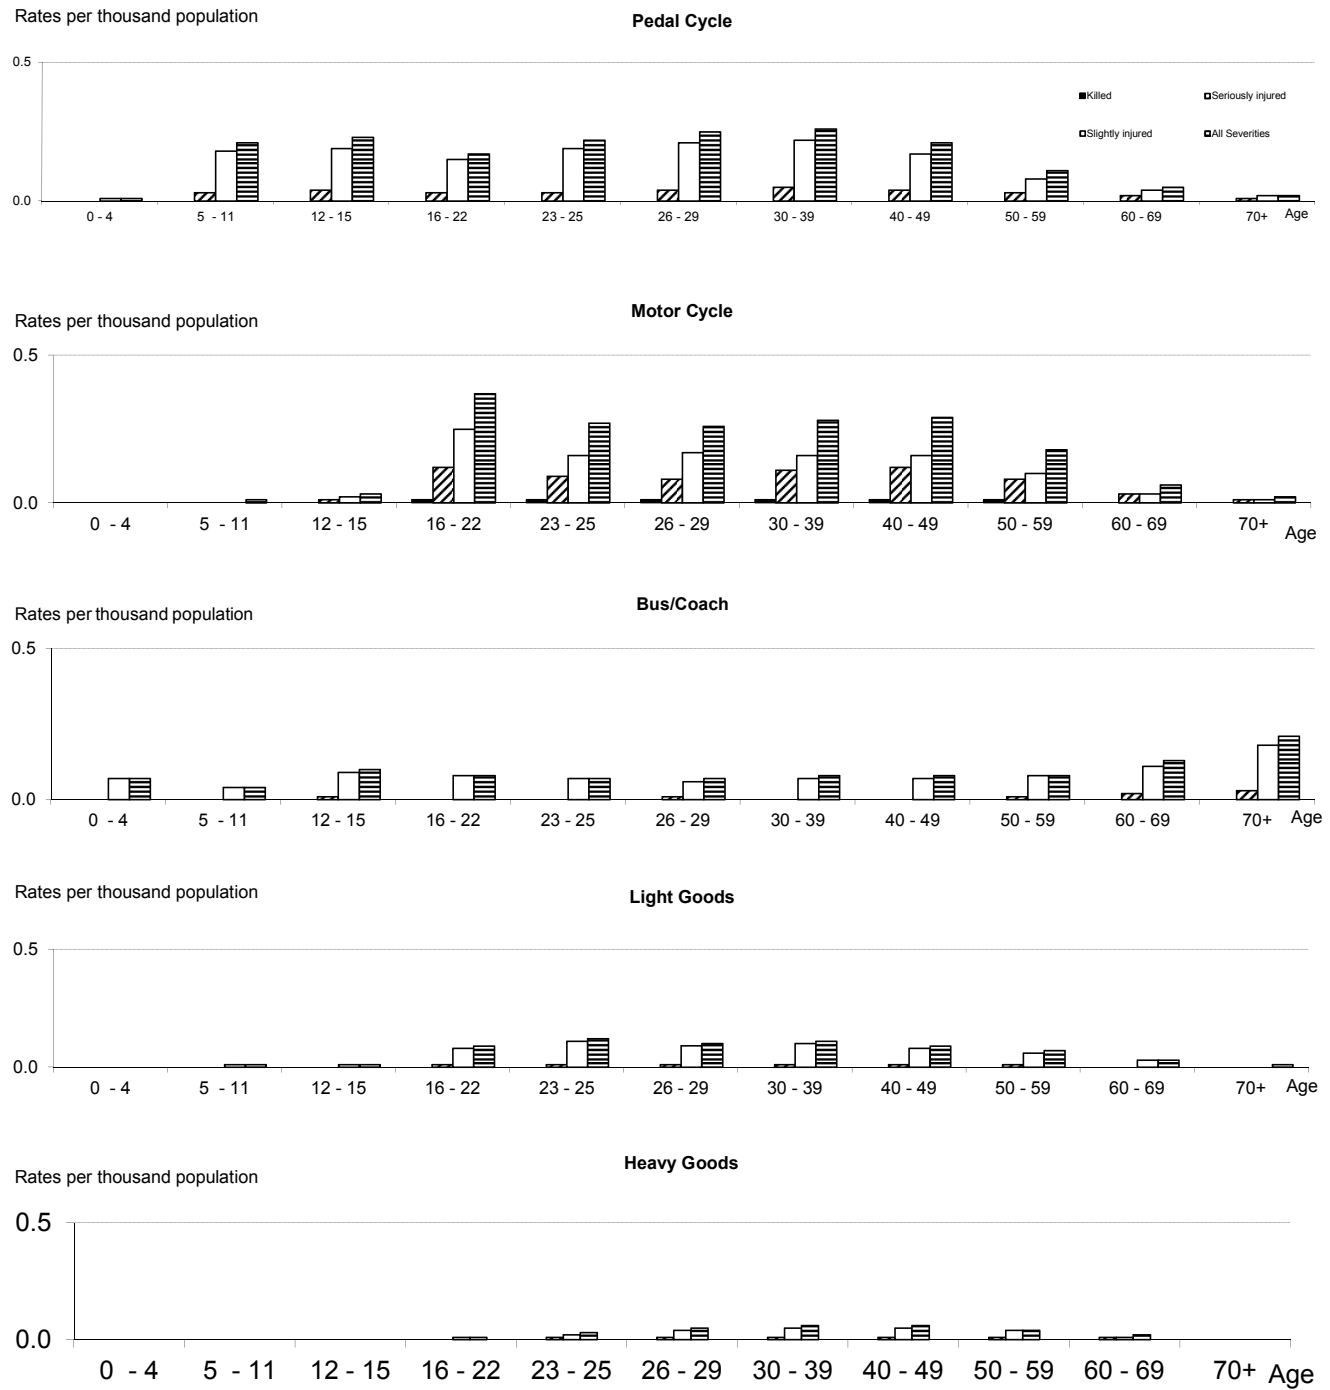 Rates per thousand population
Pedal Cycle
0.5
Killed Seriously injured
Slightly injured All Severities
0.0
0 - 4 5 - 11 12 - 15 16 - 22 23 - 25 26 - 29 30 - 39 40 - 49 50 - 59 60 - 69 70+ Age
Motor Cycle
Rates per thousand population
0.5
0.0
0 - 4 5 - 11 12 - 15 16 - 22 23 - 25 26 - 29 30 - 39 40 - 49 50 - 59 60 - 69 70+ Age
Bus/Coach
Rates per thousand population
0.5
0.0
0 - 4 5 - 11 12 - 15 16 - 22 23 - 25 26 - 29 30 - 39 40 - 49 50 - 59 60 - 69 70+ Age
Rates per thousand population
Light Goods
0.5
0.0
0 - 4 5 - 11 12 - 15 16 - 22 23 - 25 26 - 29 30 - 39 40 - 49 50 - 59 60 - 69 70+ Age
Heavy Goods
Rates per thousand population
0.5
0.0
0 - 4 5 - 11 12 - 15 16 - 22 23 - 25 26 - 29 30 - 39 40 - 49 50 - 59 60 - 69 70+ Age